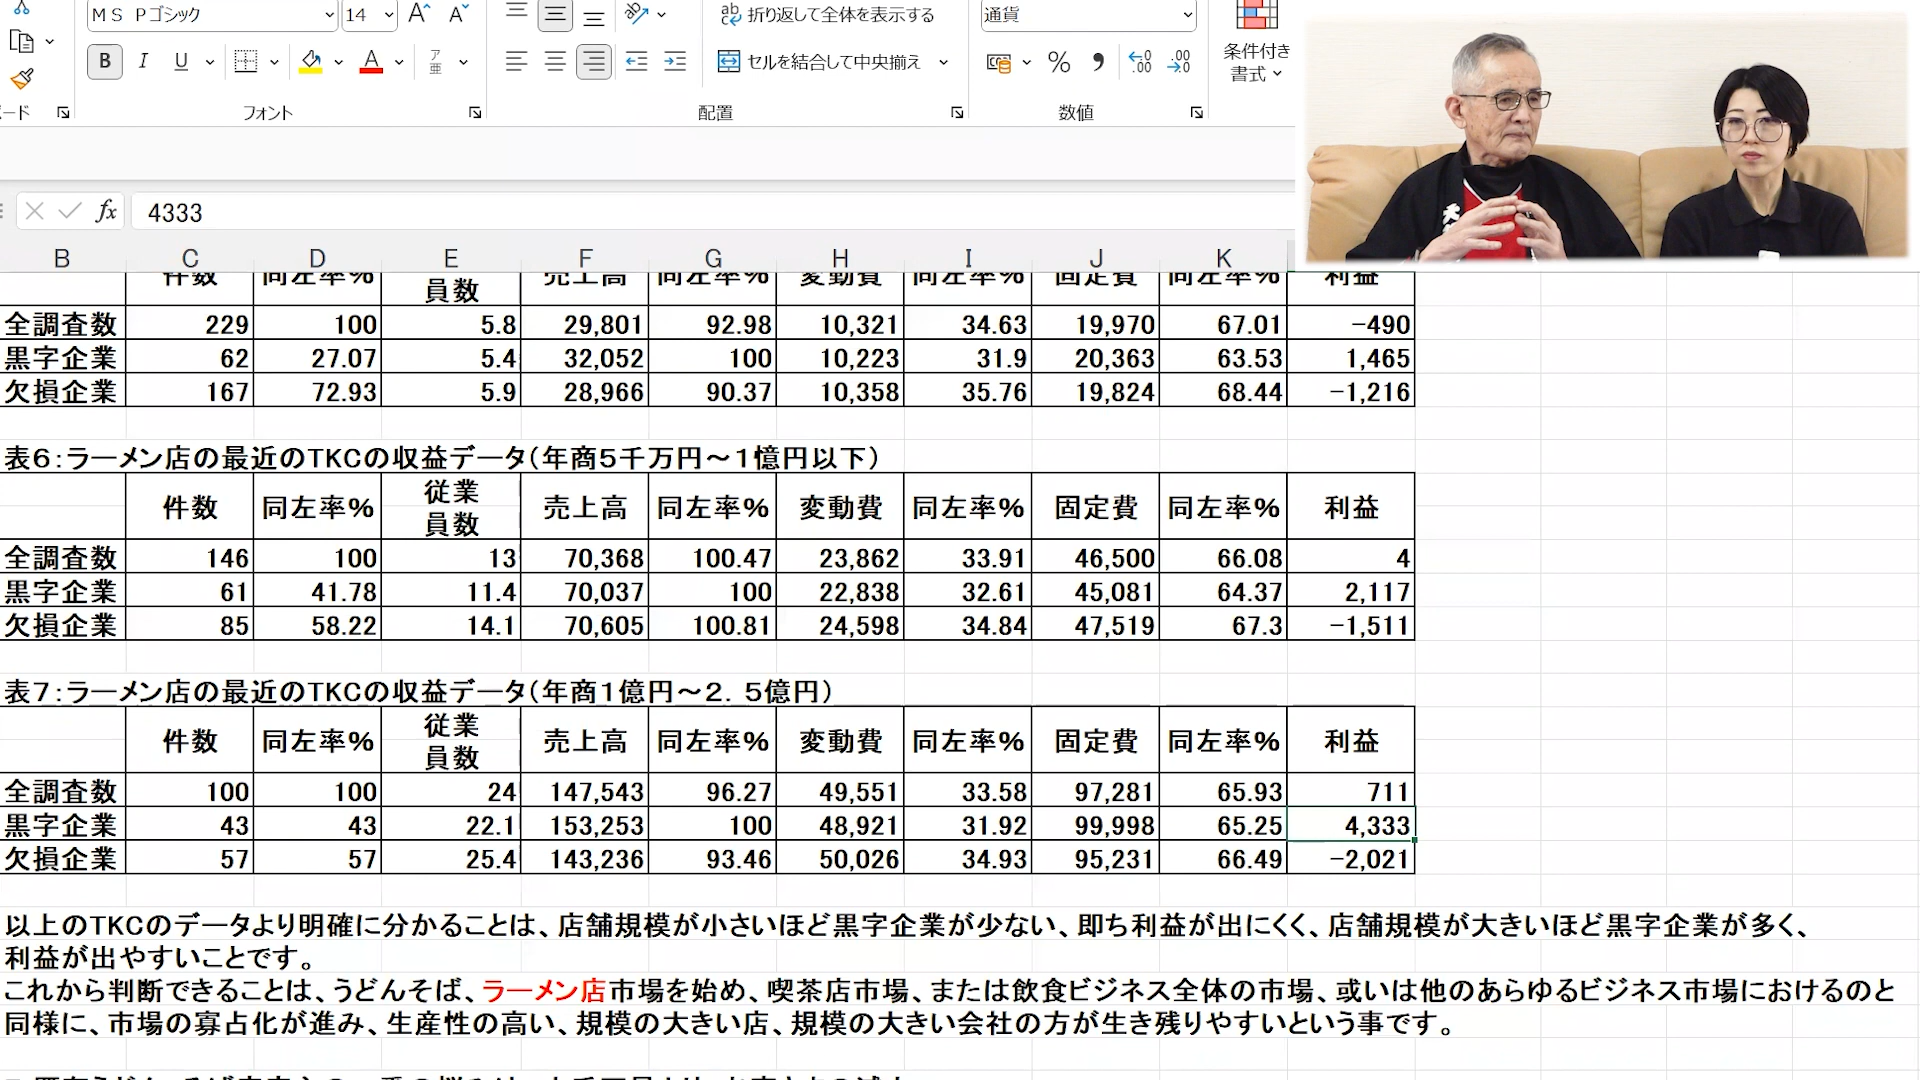 ＭＳ Ｐゴシック 14 折り返して全体を表示する 通貨
B I U A ア亜 セルを結合して中央揃え % 条件付き書式
フォント 配置 数値
fx 4333
B C D E F G H I J K
件数 同左率% 員数 売上高 同左率% 変動費 同左率% 固定費 同左率% 利益
全調査数 229 100 5.8 29,801 92.98 10,321 34.63 19,970 67.01 −490
黒字企業 62 27.07 5.4 32,052 100 10,223 31.9 20,363 63.53 1,465
欠損企業 167 72.93 5.9 28,966 90.37 10,358 35.76 19,824 68.44 −1,216
表６：ラーメン店の最近のTKCの収益データ（年商５千万円～１億円以下）
件数 同左率% 従業員数 売上高 同左率% 変動費 同左率% 固定費 同左率% 利益
全調査数 146 100 13 70,368 100.47 23,862 33.91 46,500 66.08 4
黒字企業 61 41.78 11.4 70,037 100 22,838 32.61 45,081 64.37 2,117
欠損企業 85 58.22 14.1 70,605 100.81 24,598 34.84 47,519 67.3 −1,511
表７：ラーメン店の最近のTKCの収益データ（年商１億円～２．５億円）
件数 同左率% 従業員数 売上高 同左率% 変動費 同左率% 固定費 同左率% 利益
全調査数 100 100 24 147,543 96.27 49,551 33.58 97,281 65.93 711
黒字企業 43 43 22.1 153,253 100 48,921 31.92 99,998 65.25 4,333
欠損企業 57 57 25.4 143,236 93.46 50,026 34.93 95,231 66.49 −2,021
以上のTKCのデータより明確に分かることは、店舗規模が小さいほど黒字企業が少ない、即ち利益が出にくく、店舗規模が大きいほど黒字企業が多く、
利益が出やすいことです。
これから判断できることは、うどんそば、ラーメン店市場を始め、喫茶店市場、または飲食ビジネス全体の市場、或いは他のあらゆるビジネス市場におけるのと
同様に、市場の寡占化が進み、生産性の高い、規模の大きい店、規模の大きい会社の方が生き残りやすいという事です。